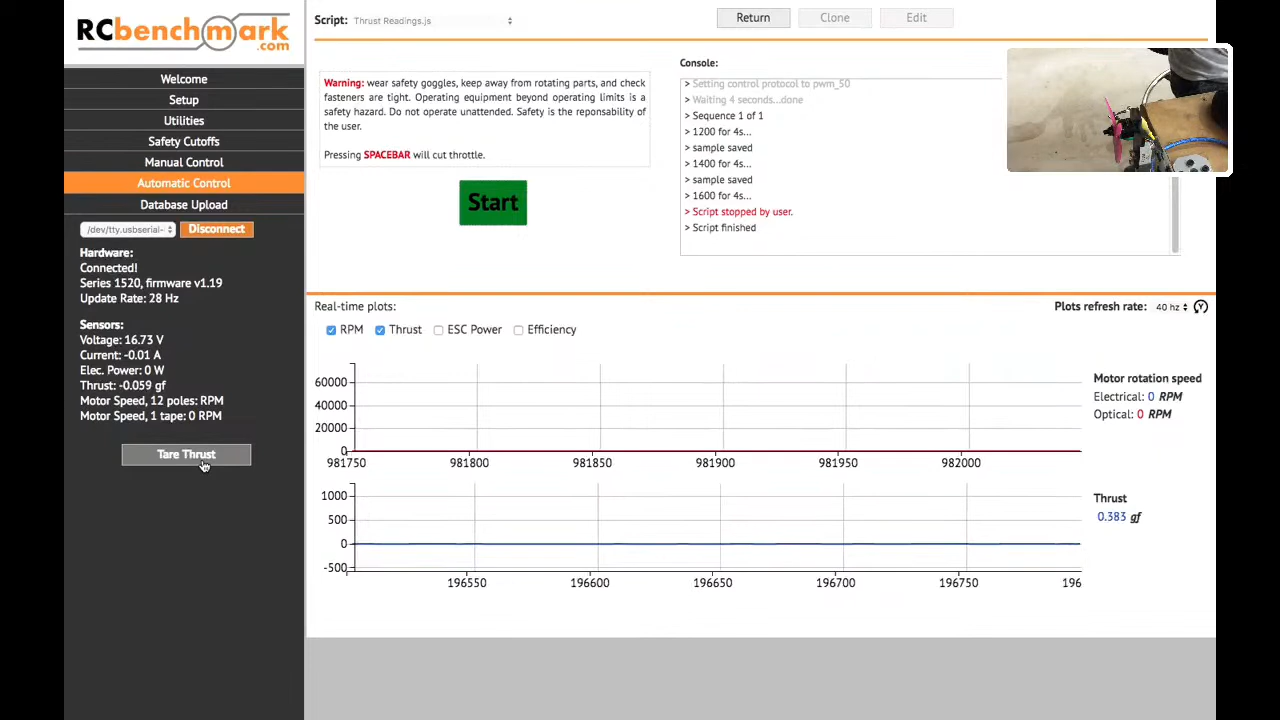 RCbenchmark
.com
Welcome
Setup
Utilities
Safety Cutoffs
Manual Control
Automatic Control
Database Upload
/dev/tty.usbserial- Disconnect
Hardware:
Connected!
Series 1520, firmware v1.19
Update Rate: 28 Hz
Sensors:
Voltage: 16.73 V
Current: -0.01 A
Elec. Power: 0 W
Thrust: -0.059 gf
Motor Speed, 12 poles: RPM
Motor Speed, 1 tape: 0 RPM
Tare Thrust
Script: Thrust Readings.js
Return Clone Edit
Warning: wear safety goggles, keep away from rotating parts, and check
fasteners are tight. Operating equipment beyond operating limits is a
safety hazard. Do not operate unattended. Safety is the reponsability of
the user.
Pressing SPACEBAR will cut throttle.
Start
Console:
> Setting control protocol to pwm_50
> Waiting 4 seconds...done
> Sequence 1 of 1
> 1200 for 4s...
> sample saved
> 1400 for 4s...
> sample saved
> 1600 for 4s...
> Script stopped by user.
> Script finished
Real-time plots:
Plots refresh rate: 40 hz
RPM Thrust ESC Power Efficiency
60000
40000
20000
0
981750 981800 981850 981900 981950 982000
Motor rotation speed
Electrical: 0 RPM
Optical: 0 RPM
1000
500
0
-500
196550 196600 196650 196700 196750 196
Thrust
0.383 gf